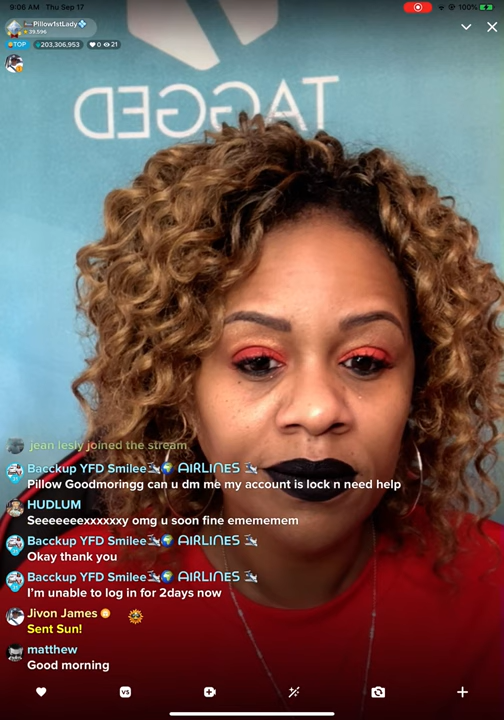 9:06 AM Thu Sep 17
100%
Pillow1stLady
29,596
TOP
203,306,953
0
21
TAGGED
jean lesly joined the stream
Bacckup YFD Smilee AIRLINES
Pillow Goodmoringg can u dm me my account is lock n need help
HUDLUM
Seeeeeeexxxxxxy omg u soon fine emememem
Bacckup YFD Smilee AIRLINES
Okay thank you
Bacckup YFD Smilee AIRLINES
I'm unable to log in for 2days now
Jivon James
Sent Sun!
matthew
Good morning
VS